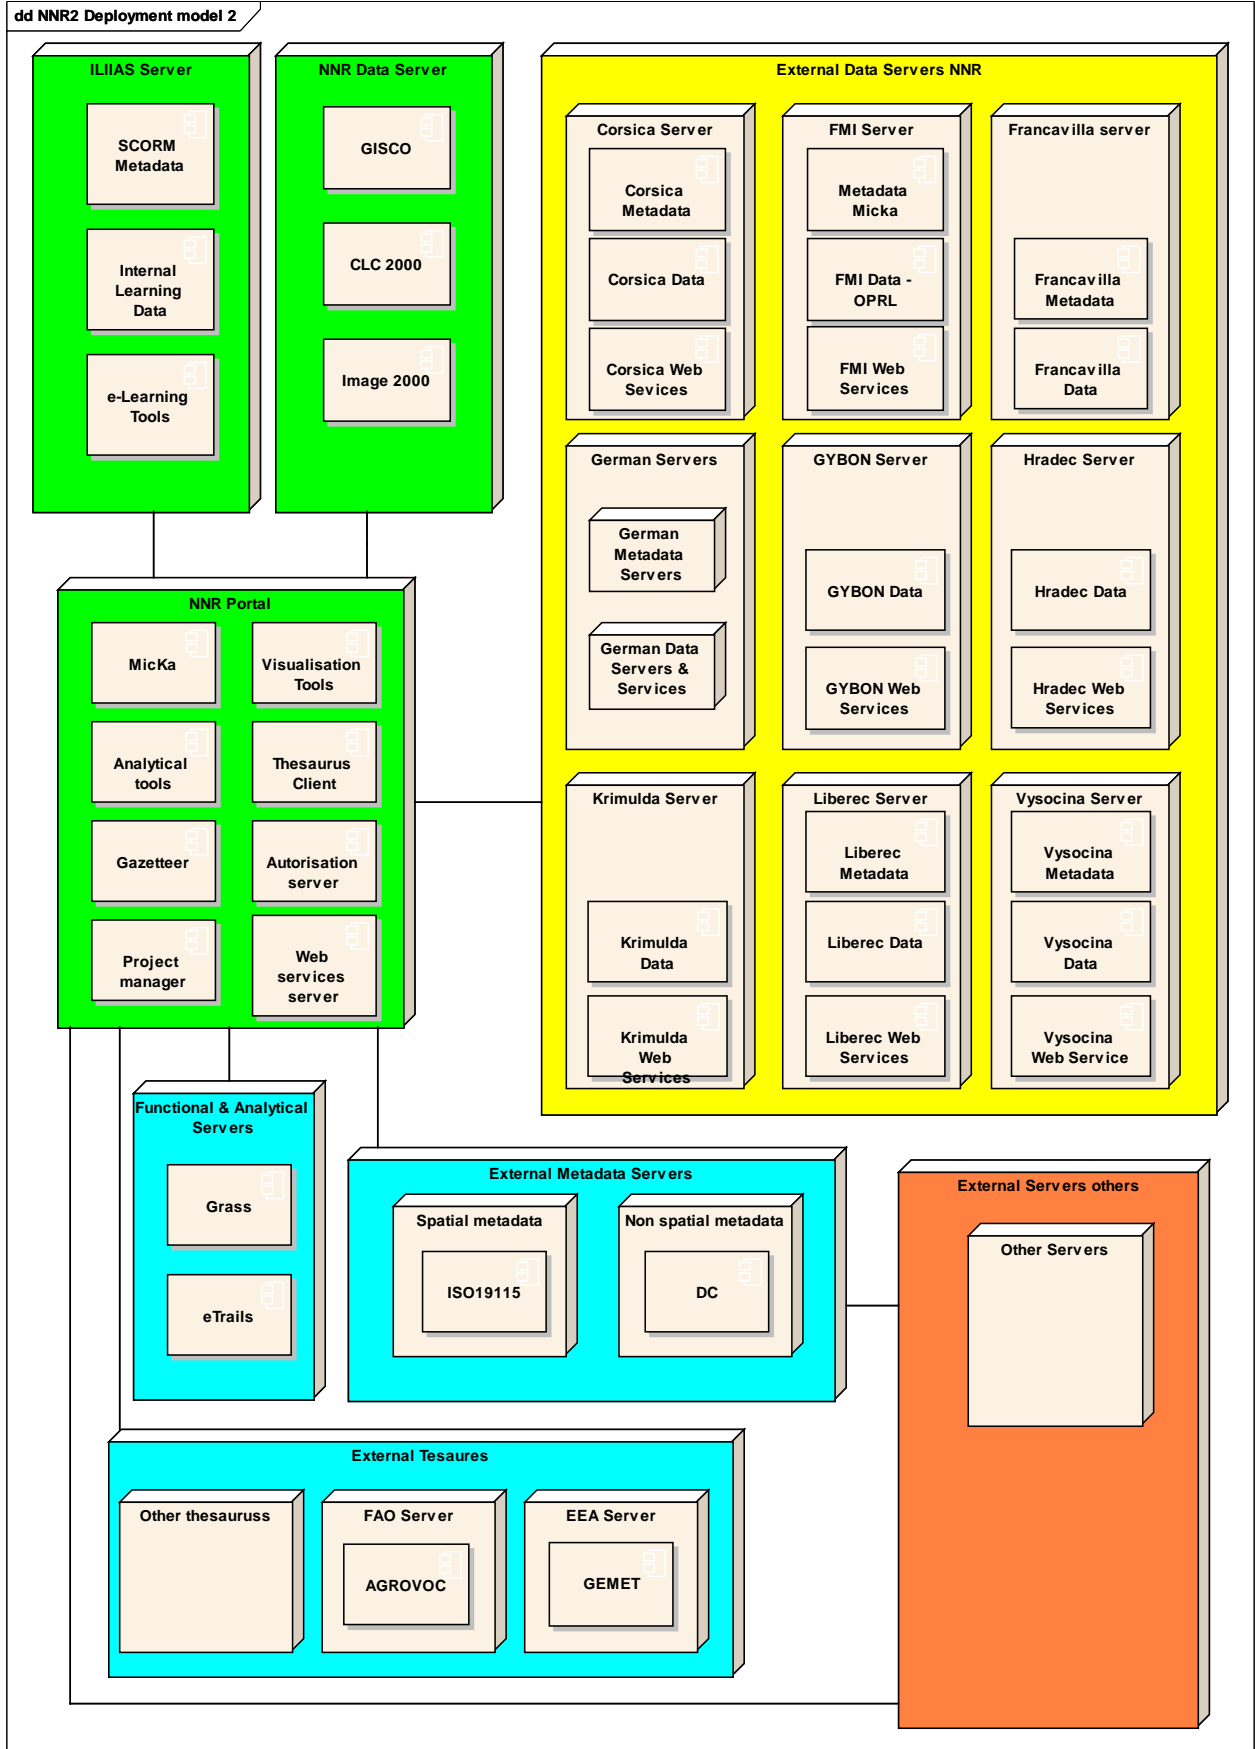 dd NNR2 Deployment model 2
ILIIAS Server
SCORM
Metadata
Internal
Learning
Data
e-Learning
Tools
NNR Data Server
GISCO
CLC 2000
Image 2000
External Data Servers NNR
Corsica Server
Corsica
Metadata
Corsica Data
Corsica Web
Sevices
FMI Server
Metadata
Micka
FMI Data -
OPRL
FMI Web
Services
Francavilla server
Francavilla
Metadata
Francavilla
Data
German Servers
German
Metadata
Servers
German Data
Servers &
Services
GYBON Server
GYBON Data
GYBON Web
Services
Hradec Server
Hradec Data
Hradec Web
Services
Krimulda Server
Krimulda
Data
Krimulda
Web
Services
Liberec Server
Liberec
Metadata
Liberec Data
Liberec Web
Services
Vysocina Server
Vysocina
Metadata
Vysocina
Data
Vysocina
Web Service
NNR Portal
MicKa
Visualisation
Tools
Analytical
tools
Thesaurus
Client
Gazetteer
Autorisation
server
Project
manager
Web
services
server
Functional & Analytical
Servers
Grass
eTrails
External Metadata Servers
Spatial metadata
ISO19115
Non spatial metadata
DC
External Servers others
Other Servers
External Tesaures
Other thesauruss
FAO Server
AGROVOC
EEA Server
GEMET